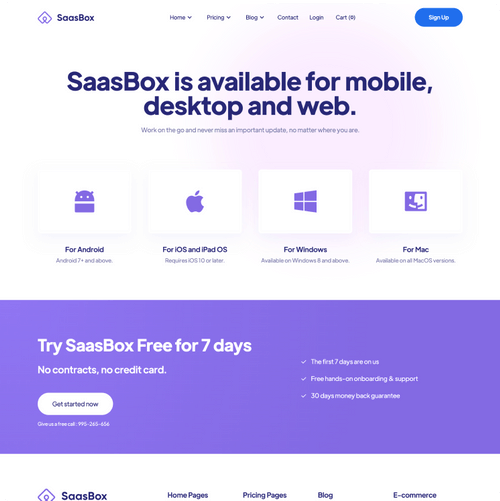 SaasBox
Home Pricing Blog Contact Login Cart (0)
Sign Up
SaasBox is available for mobile,
desktop and web.
Work on the go and never miss an important update, no matter where you are.
For Android
Android 7+ and above.
For iOS and iPad OS
Requires iOS 10 or later.
For Windows
Available on Windows 8 and above.
For Mac
Available on all MacOS versions.
Try SaasBox Free for 7 days
No contracts, no credit card.
Get started now
Give us a free call : 995-265-656
The first 7 days are on us
Free hands-on onboarding & support
30 days money back guarantee
SaasBox
Home Pages
Pricing Pages
Blog
E-commerce